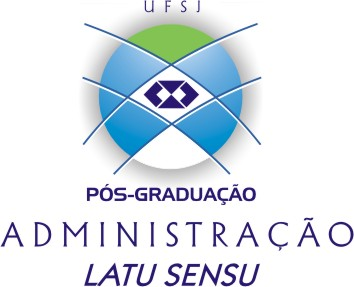 UFSJ
PÓS-GRADUAÇÃO
ADMINISTRAÇÃO
LATU SENSU